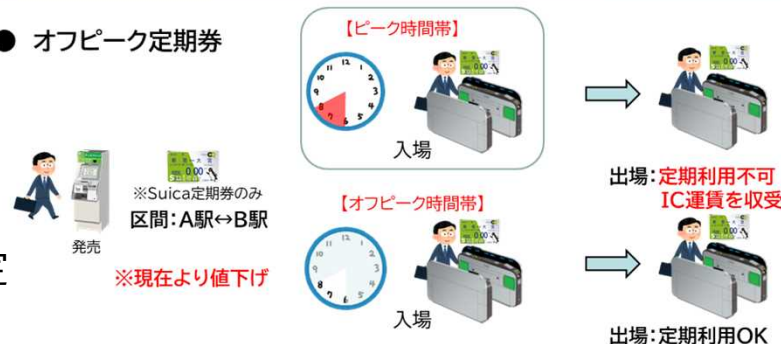 ● オフピーク定期券
【ピーク時間帯】
入場
出場：定期利用不可
IC運賃を収受
発売
※Suica定期券のみ
区間：A駅↔B駅
※現在より値下げ
【オフピーク時間帯】
入場
出場：定期利用OK